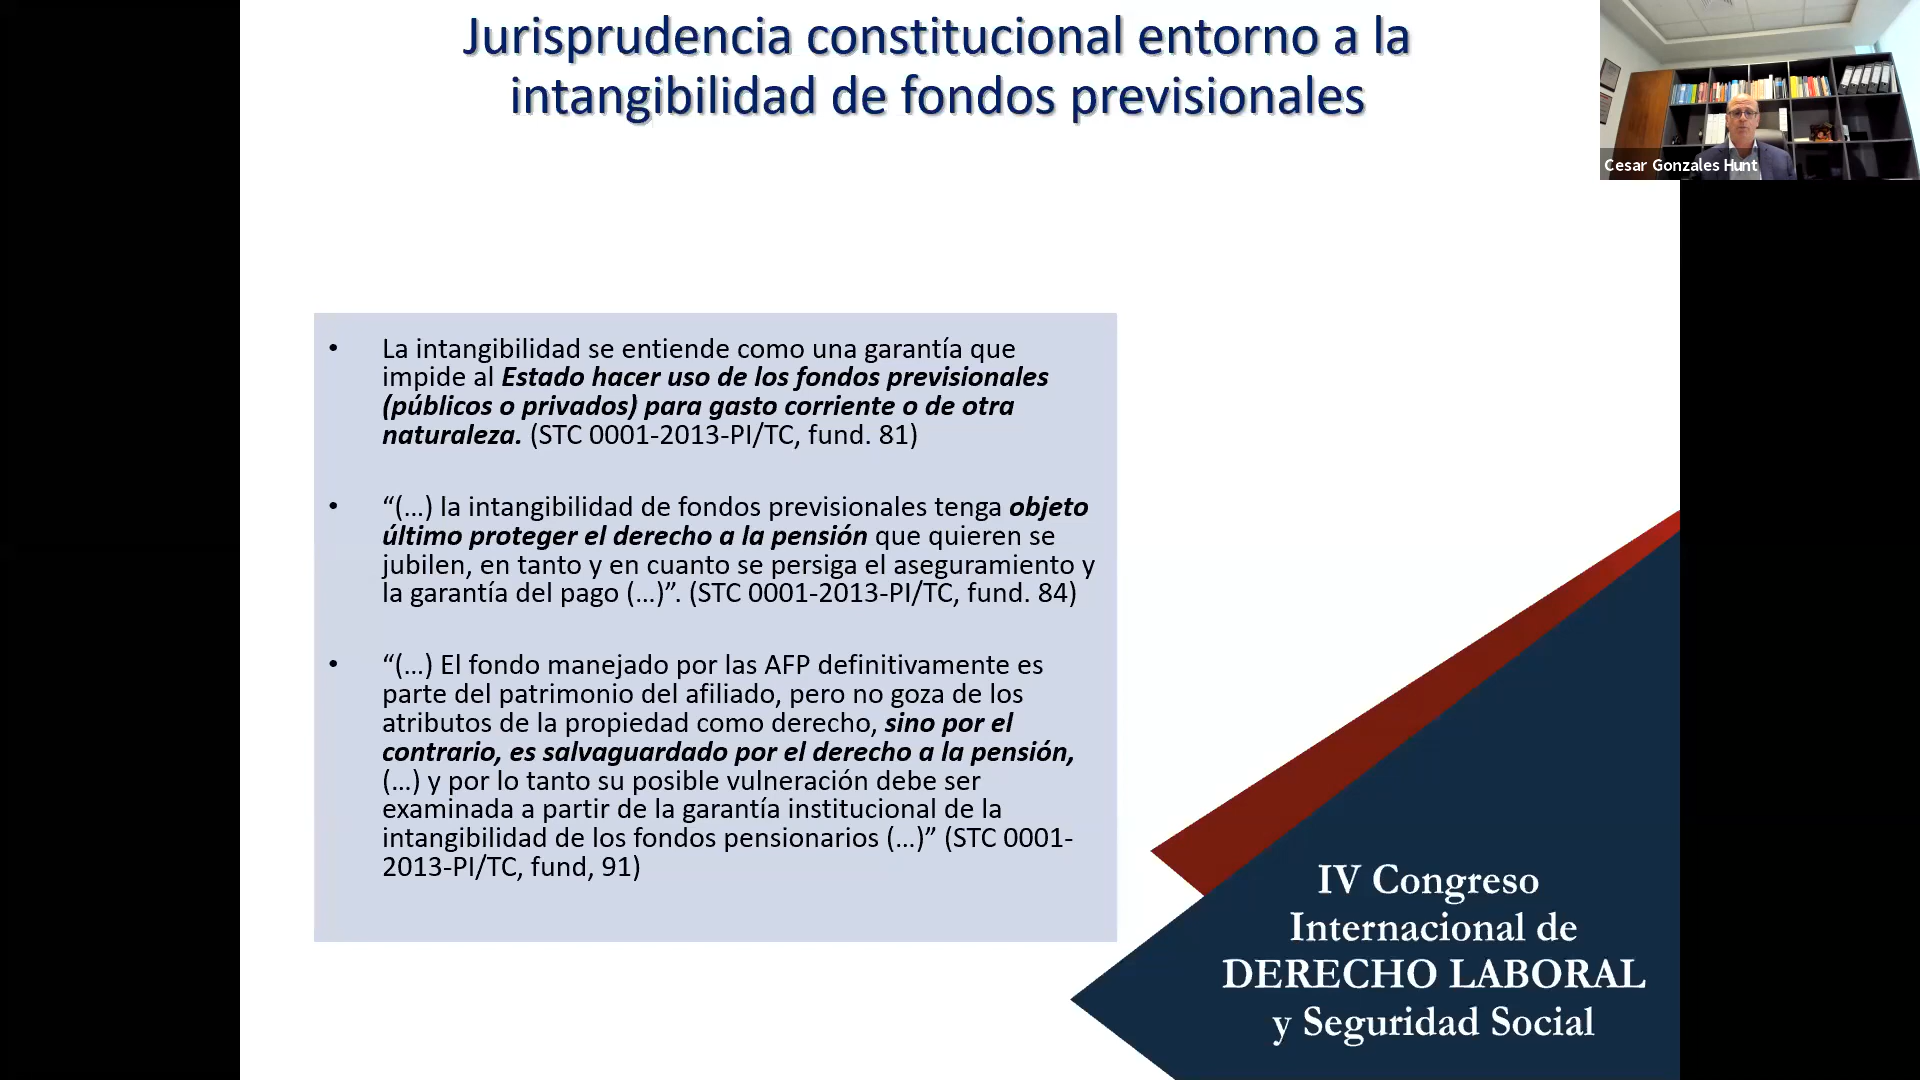 Jurisprudencia constitucional entorno a la
intangibilidad de fondos previsionales
Cesar Gonzales Hunt
• La intangibilidad se entiende como una garantía que
impide al Estado hacer uso de los fondos previsionales
(públicos o privados) para gasto corriente o de otra
naturaleza. (STC 0001-2013-PI/TC, fund. 81)
• “(…) la intangibilidad de fondos previsionales tenga objeto
último proteger el derecho a la pensión que quieren se
jubilen, en tanto y en cuanto se persiga el aseguramiento y
la garantía del pago (…)”. (STC 0001-2013-PI/TC, fund. 84)
• “(…) El fondo manejado por las AFP definitivamente es
parte del patrimonio del afiliado, pero no goza de los
atributos de la propiedad como derecho, sino por el
contrario, es salvaguardado por el derecho a la pensión,
(…) y por lo tanto su posible vulneración debe ser
examinada a partir de la garantía institucional de la
intangibilidad de los fondos pensionarios (…)” (STC 0001-
2013-PI/TC, fund, 91)
IV Congreso
Internacional de
DERECHO LABORAL
y Seguridad Social